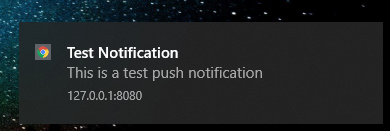 Test Notification
This is a test push notification
127.0.0.1:8080